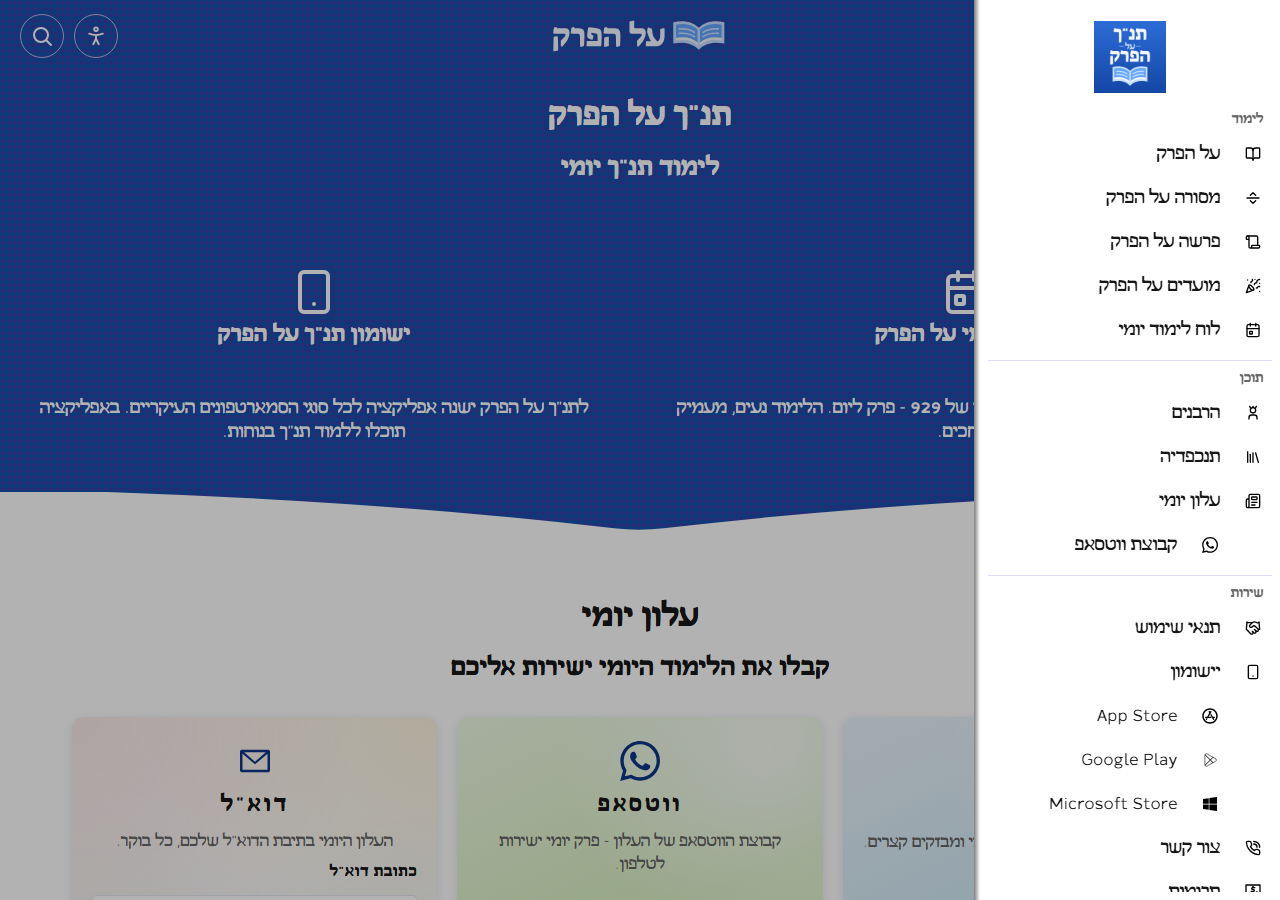 תנ"ך
-על-
הפרק
לימוד
על הפרק
מסורה על הפרק
פרשה על הפרק
מועדים על הפרק
לוח לימוד יומי
תוכן
הרבנים
תנכפדיה
עלון יומי
קבוצת ווטסאפ
שירות
תנאי שימוש
יישומון
App Store
Google Play
Microsoft Store
צור קשר
על הפרק
תנ"ך על הפרק
לימוד תנ"ך יומי
על הפרק
של 929 - פרק ליום. הלימוד נעים, מעמיק
ישומון תנ"ך על הפרק
לתנ"ך על הפרק ישנה אפליקציה לכל סוגי הסמארטפונים העיקריים. באפליקציה
תוכלו ללמוד תנ"ך בנוחות.
עלון יומי
קבלו את הלימוד היומי ישירות אליכם
ומבזקים קצרים.
ווטסאפ
קבוצת הווטסאפ של העלון - פרק יומי ישירות
לטלפון.
דוא"ל
העלון היומי בתיבת הדוא"ל שלכם, כל בוקר.
כתובת דוא"ל